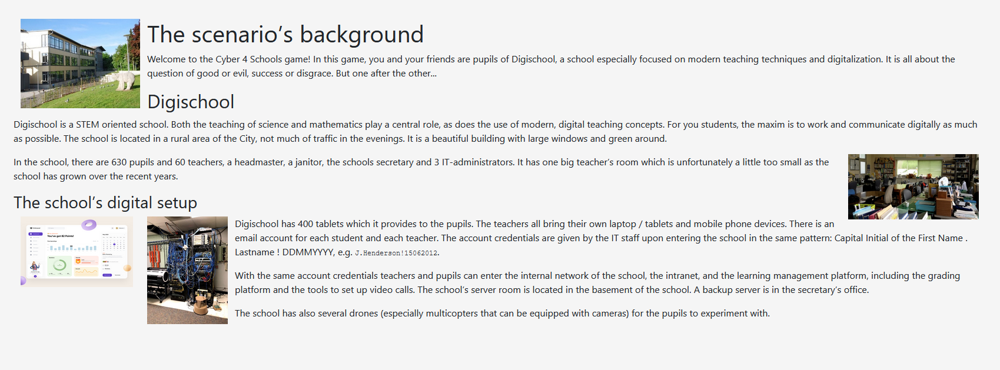 The scenario’s background
Welcome to the Cyber 4 Schools game! In this game, you and your friends are pupils of Digischool, a school especially focused on modern teaching techniques and digitalization. It is all about the
question of good or evil, success or disgrace. But one after the other...
Digischool
Digischool is a STEM oriented school. Both the teaching of science and mathematics play a central role, as does the use of modern, digital teaching concepts. For you students, the maxim is to work and communicate digitally as much
as possible. The school is located in a rural area of the City, not much of traffic in the evenings. It is a beautiful building with large windows and green around.
In the school, there are 630 pupils and 60 teachers, a headmaster, a janitor, the schools secretary and 3 IT-administrators. It has one big teacher’s room which is unfortunately a little too small as the
school has grown over the recent years.
The school’s digital setup
You’ve got 82 Points!
Digischool has 400 tablets which it provides to the pupils. The teachers all bring their own laptop / tablets and mobile phone devices. There is an
email account for each student and each teacher. The account credentials are given by the IT staff upon entering the school in the same pattern: Capital Initial of the First Name .
Lastname ! DDMMYYYY, e.g. J.Henderson!15062012.
With the same account credentials teachers and pupils can enter the internal network of the school, the intranet, and the learning management platform, including the grading
platform and the tools to set up video calls. The school’s server room is located in the basement of the school. A backup server is in the secretary’s office.
The school has also several drones (especially multicopters that can be equipped with cameras) for the pupils to experiment with.